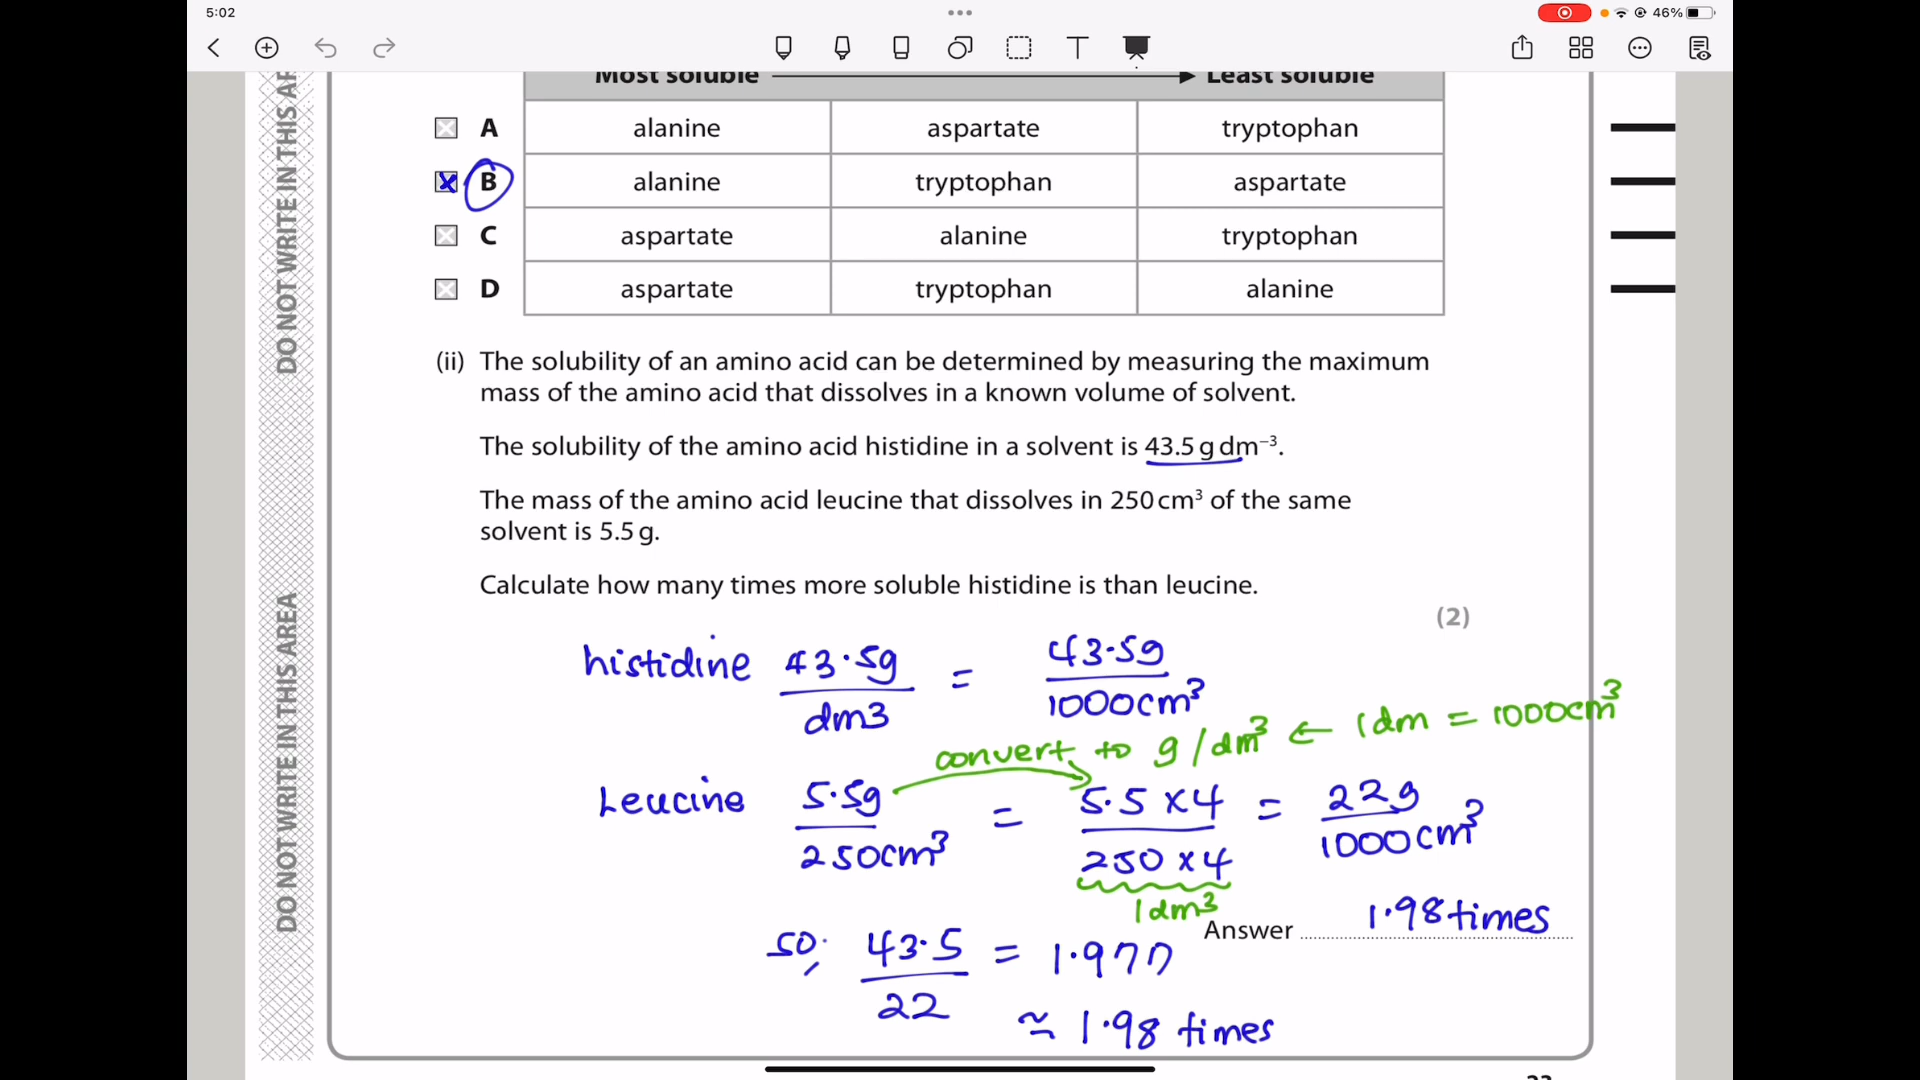 5:02
46%
Most soluble Least soluble
A alanine aspartate tryptophan
B alanine tryptophan aspartate
C aspartate alanine tryptophan
D aspartate tryptophan alanine
(ii) The solubility of an amino acid can be determined by measuring the maximum
mass of the amino acid that dissolves in a known volume of solvent.
The solubility of the amino acid histidine in a solvent is 43.5 g dm⁻³.
The mass of the amino acid leucine that dissolves in 250 cm³ of the same
solvent is 5.5 g.
Calculate how many times more soluble histidine is than leucine.
(2)
histidine 43.5g / dm3 = 43.5g / 1000cm³
convert to g/dm³ ← 1dm = 1000cm³
Leucine 5.5g / 250cm³ = 5.5 x 4 / 250 x 4 = 22g / 1000cm³
1dm³
Answer 1.98 times
so; 43.5 / 22 = 1.977
≈ 1.98 times
DO NOT WRITE IN THIS AR
DO NOT WRITE IN THIS AREA